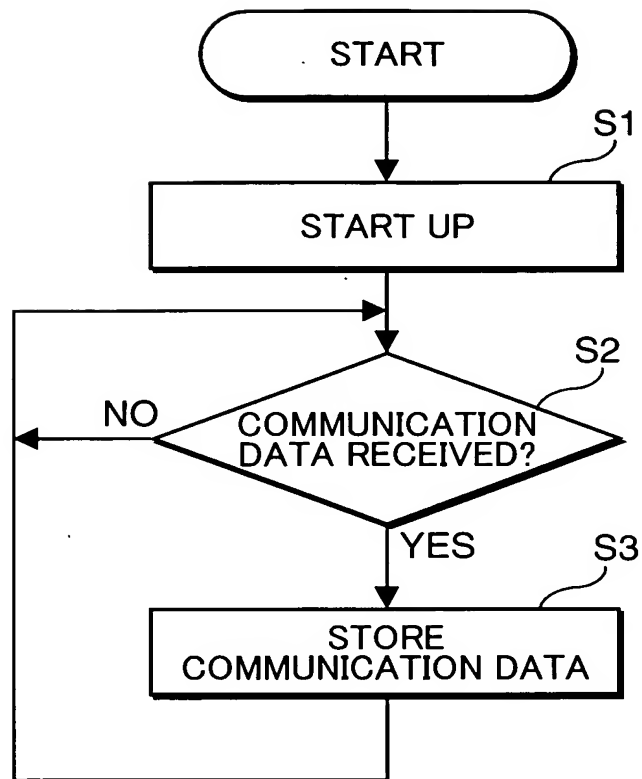 START
S1
START UP
S2
NO
COMMUNICATION
DATA RECEIVED?
YES
S3
STORE
COMMUNICATION DATA